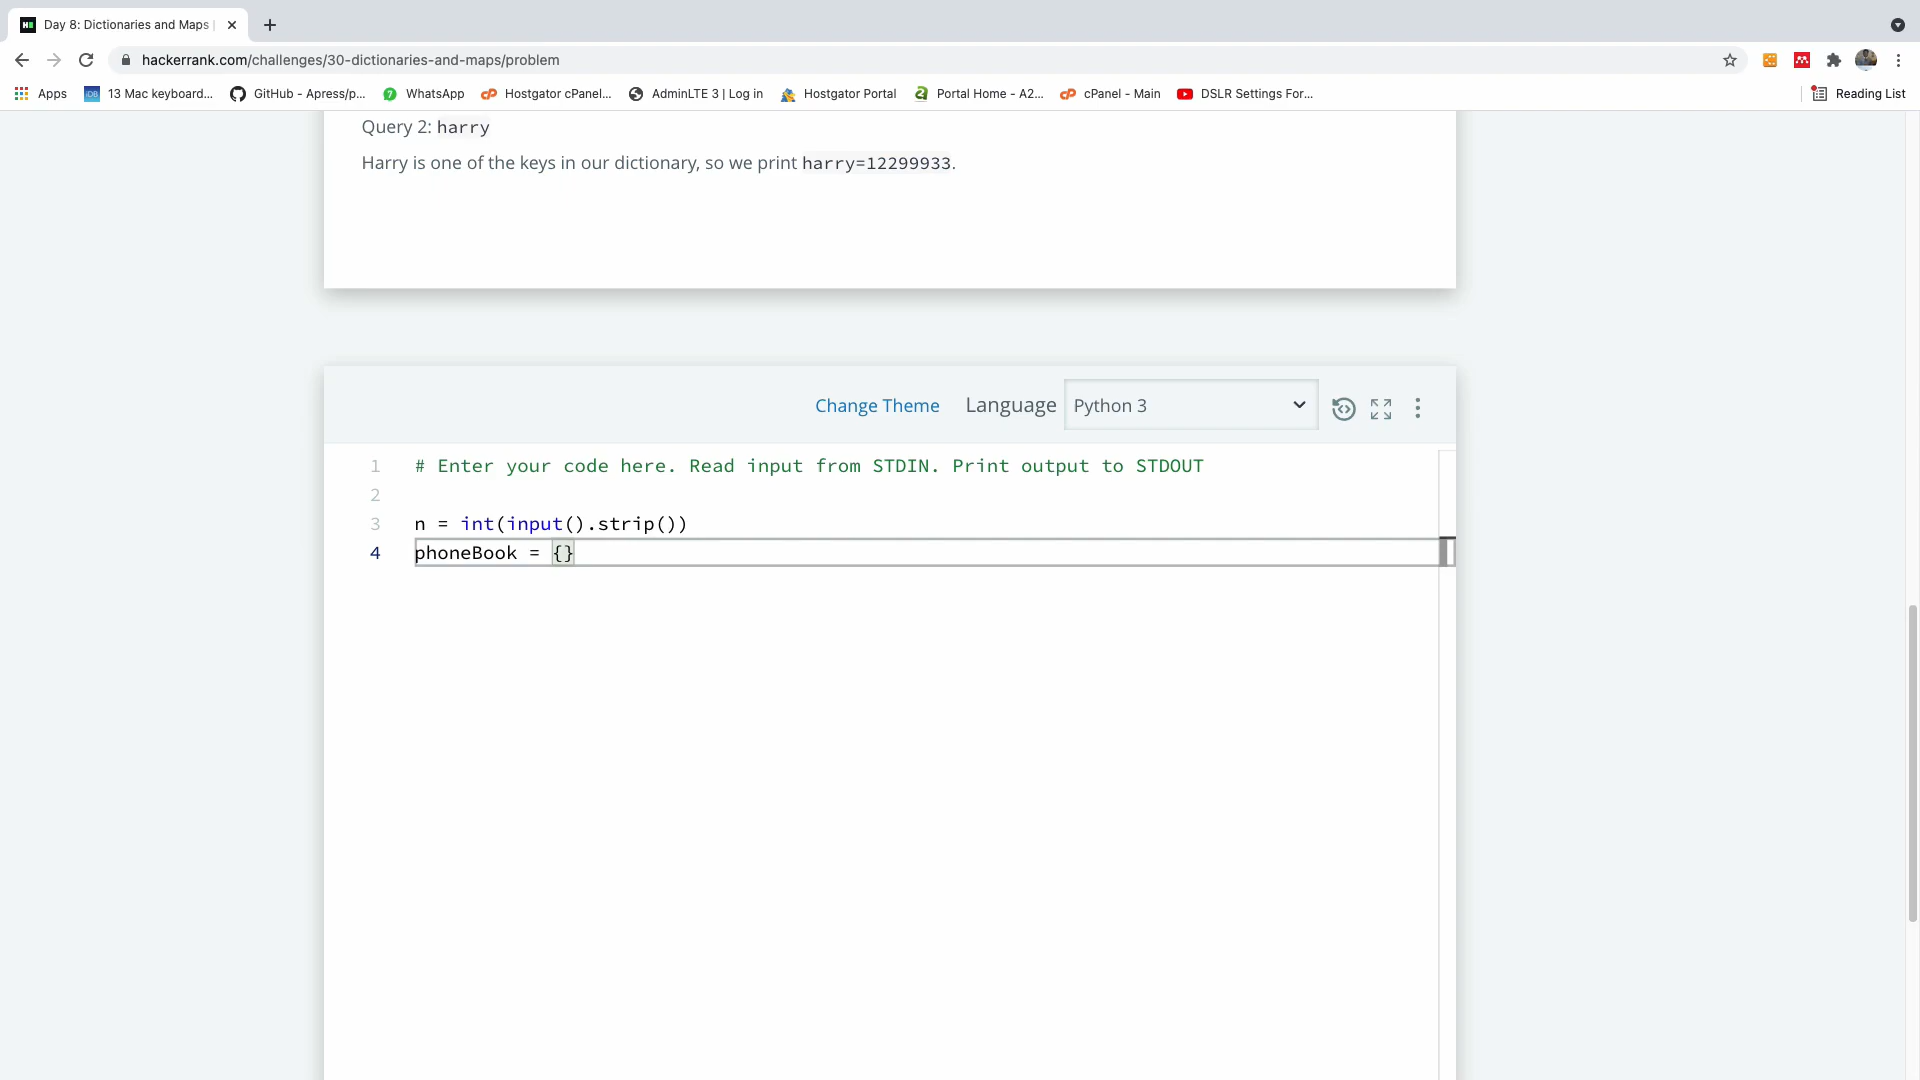 Day 8: Dictionaries and Maps |
hackerrank.com/challenges/30-dictionaries-and-maps/problem
Apps
13 Mac keyboard...
GitHub - Apress/p...
WhatsApp
Hostgator cPanel...
AdminLTE 3 | Log in
Hostgator Portal
Portal Home - A2...
cPanel - Main
DSLR Settings For...
Reading List
Query 2: harry
Harry is one of the keys in our dictionary, so we print harry=12299933.
Change Theme Language Python 3
1 # Enter your code here. Read input from STDIN. Print output to STDOUT
2
3 n = int(input().strip())
4 phoneBook = {}